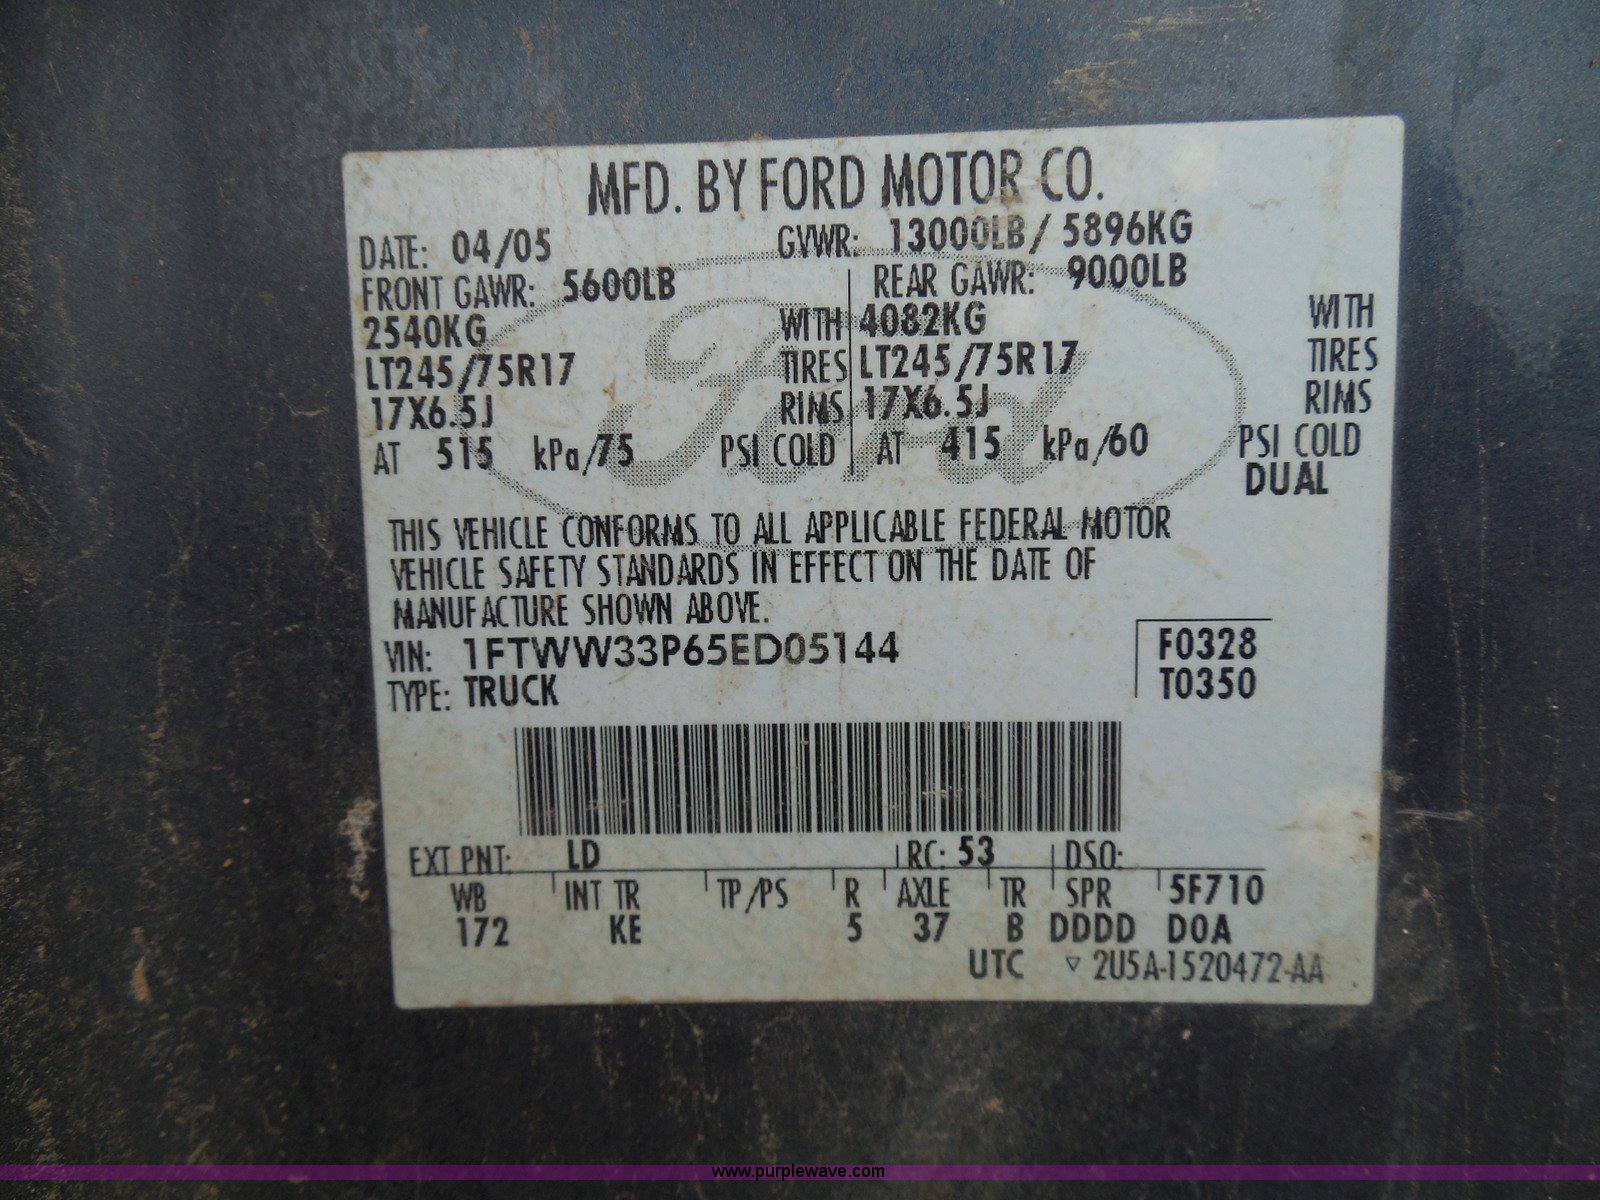 MFD. BY FORD MOTOR CO.
DATE: 04/05 GVWR: 13000LB/ 5896KG
FRONT GAWR: 5600LB REAR GAWR: 9000LB
2540KG WITH 4082KG WITH
LT245/75R17 TIRES LT245/75R17 TIRES
17X6.5J RIMS 17X6.5J RIMS
AT 515 kPa/75 PSI COLD AT 415 kPa/60 PSI COLD
DUAL
Ford
THIS VEHICLE CONFORMS TO ALL APPLICABLE FEDERAL MOTOR
VEHICLE SAFETY STANDARDS IN EFFECT ON THE DATE OF
MANUFACTURE SHOWN ABOVE.
VIN: 1FTWW33P65ED05144 F0328
TYPE: TRUCK T0350
EXT PNT: LD RC: 53 DSO:
WB INT TR TP/PS R AXLE TR SPR 5F710
172 KE 5 37 B DDDD D0A
UTC ▽ 2U5A-1520472-AA
www.purplewave.com